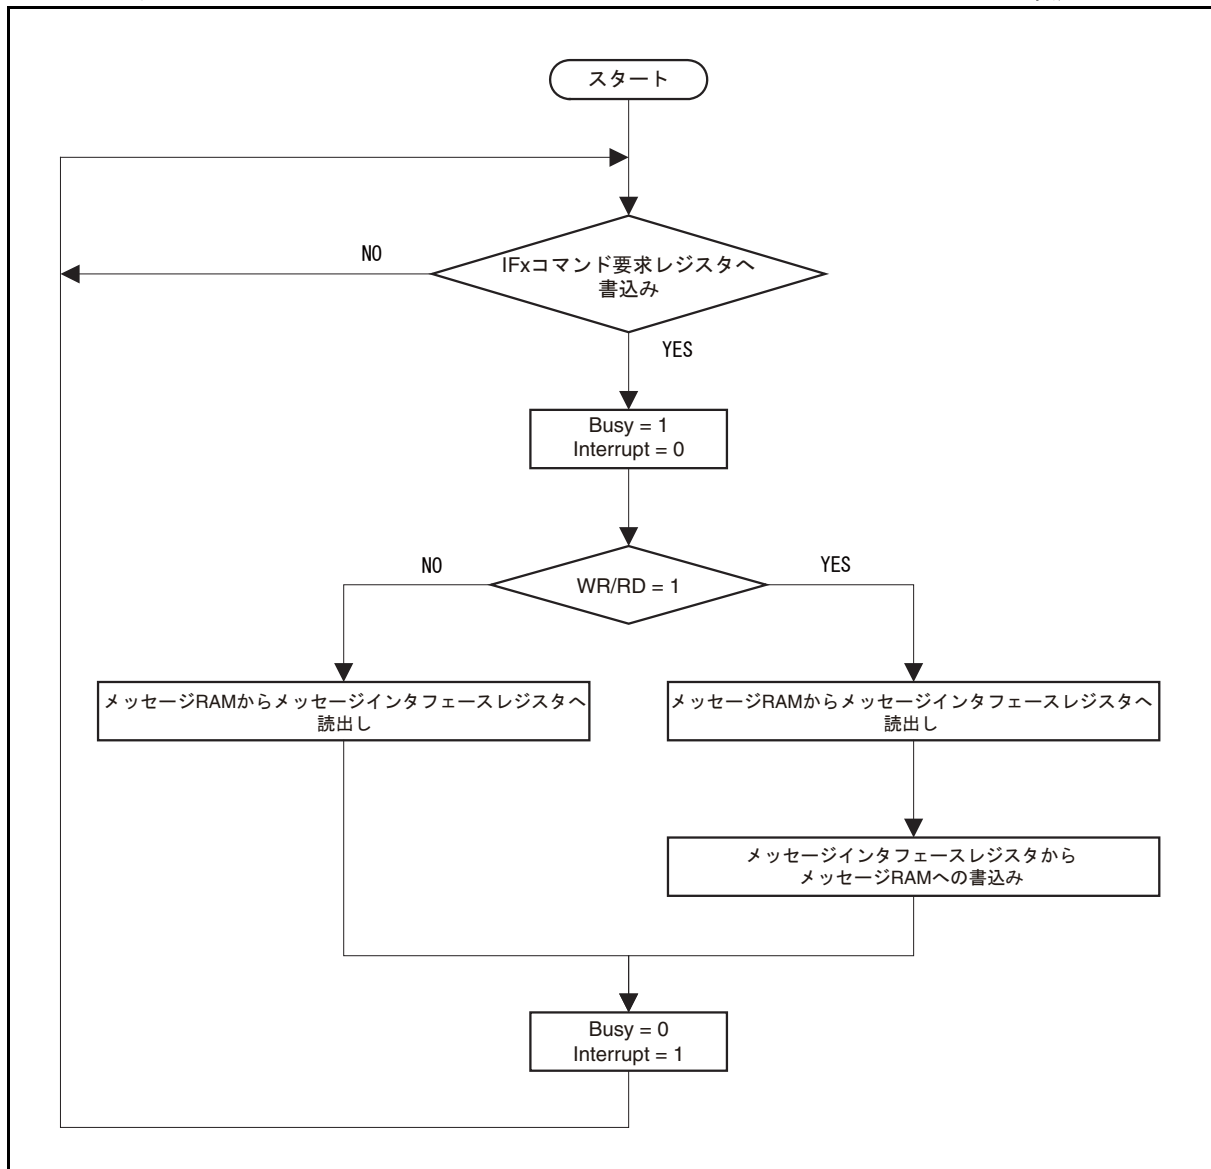 スタート
NO
IFxコマンド要求レジスタへ
書込み
YES
Busy = 1
Interrupt = 0
NO
WR/RD = 1
YES
メッセージRAMからメッセージインタフェースレジスタへ
読出し
メッセージRAMからメッセージインタフェースレジスタへ
読出し
メッセージインタフェースレジスタから
メッセージRAMへの書込み
Busy = 0
Interrupt = 1